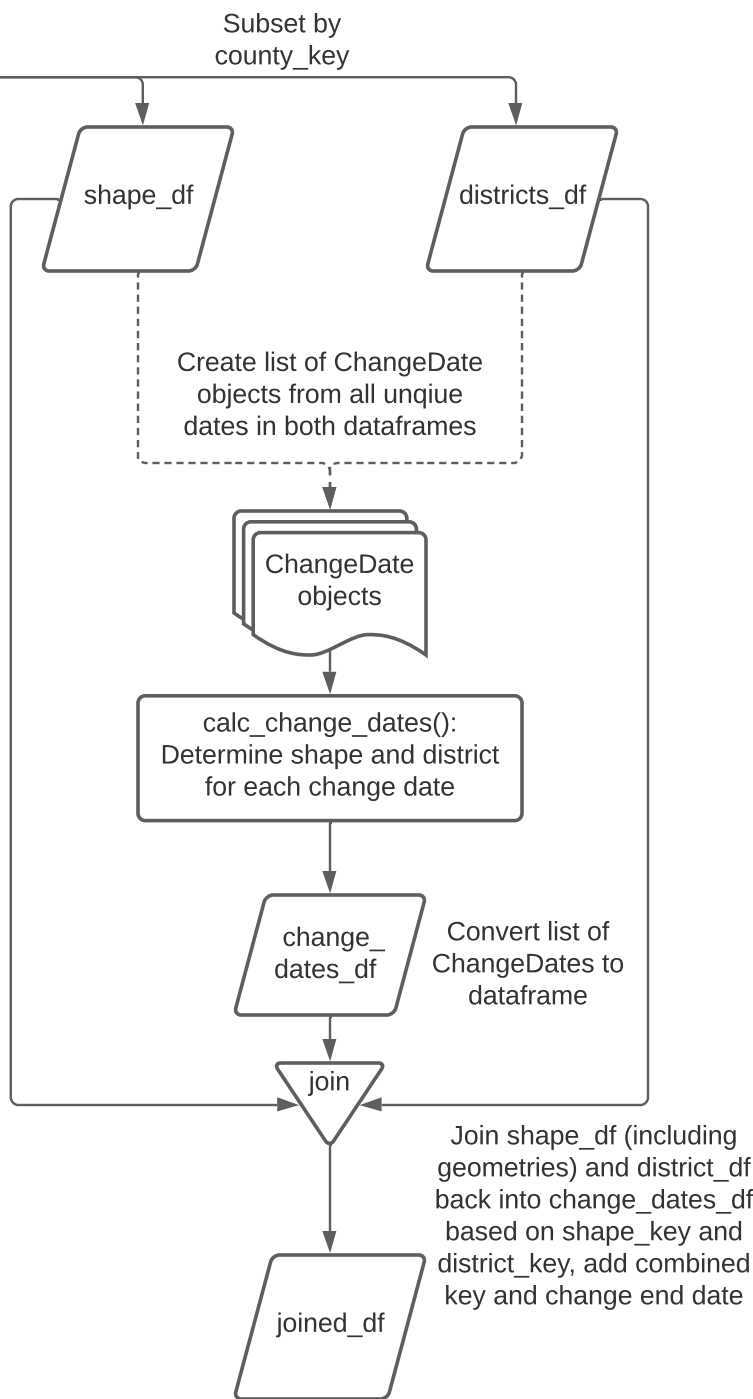 Subset by
county_key
shape_df
districts_df
Create list of ChangeDate
objects from all unqiue
dates in both dataframes
ChangeDate
objects
calc_change_dates():
Determine shape and district
for each change date
change_
dates_df
Convert list of
ChangeDates to
dataframe
join
Join shape_df (including
geometries) and district_df
back into change_dates_df
based on shape_key and
district_key, add combined
key and change end date
joined_df